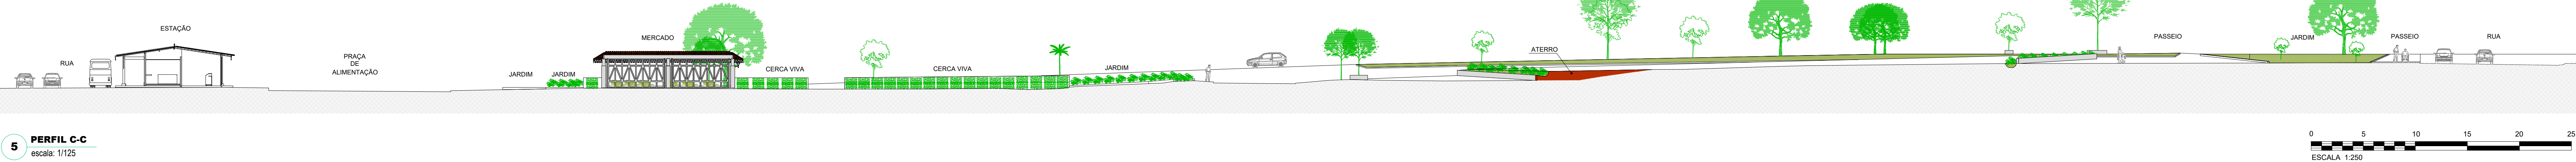 RUA
ESTAÇÃO
PRAÇA
DE
ALIMENTAÇÃO
JARDIM
JARDIM
MERCADO
CERCA VIVA
CERCA VIVA
JARDIM
ATERRO
PASSEIO
JARDIM
PASSEIO
RUA
5
PERFIL C-C
escala: 1/125
0 5 10 15 20 25
ESCALA 1:250